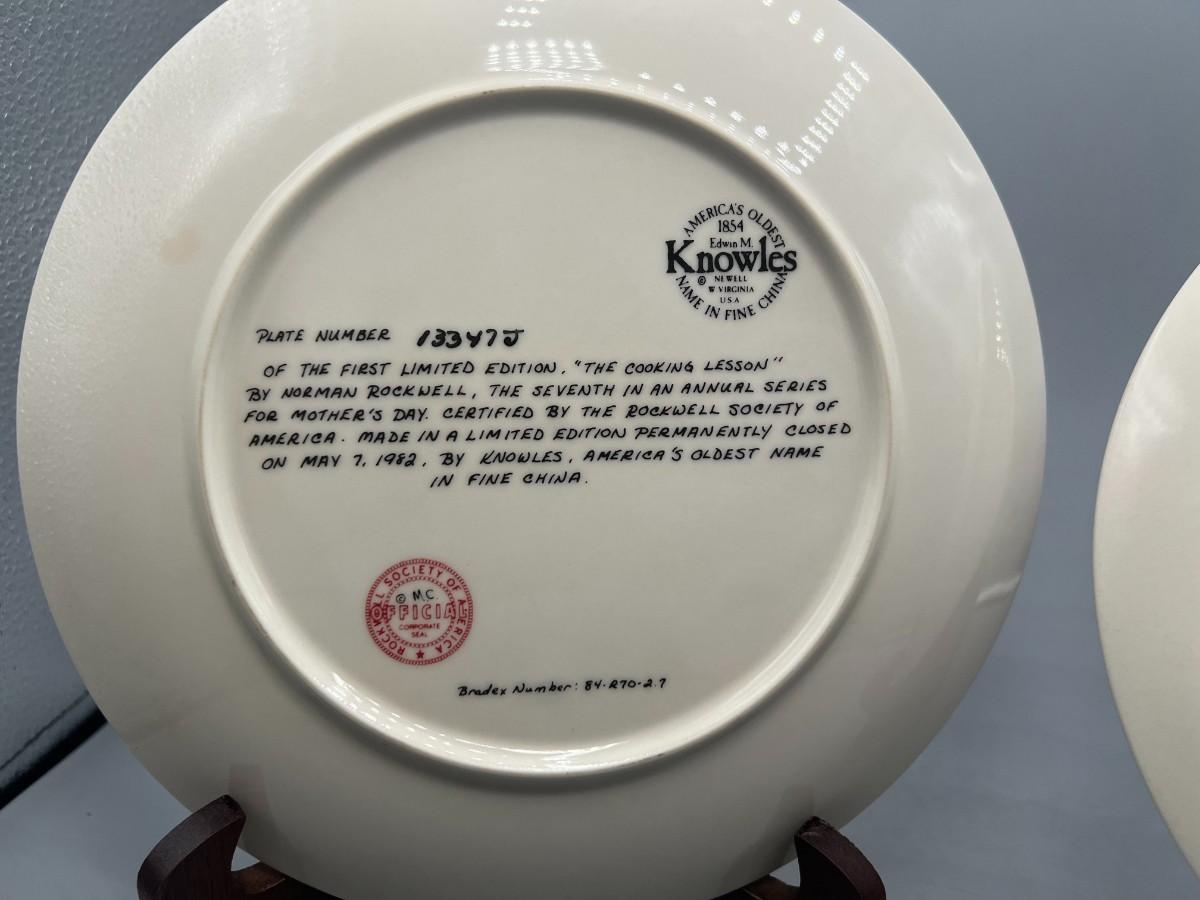 AMERICA'S OLDEST
1854
Edwin M.
Knowles
© NEWELL
W VIRGINIA
USA
NAME IN FINE CHINA
PLATE NUMBER 13347J
OF THE FIRST LIMITED EDITION, "THE COOKING LESSON"
BY NORMAN ROCKWELL, THE SEVENTH IN AN ANNUAL SERIES
FOR MOTHER'S DAY. CERTIFIED BY THE ROCKWELL SOCIETY OF
AMERICA. MADE IN A LIMITED EDITION PERMANENTLY CLOSED
ON MAY 7, 1982, BY KNOWLES, AMERICA'S OLDEST NAME
IN FINE CHINA.
ROCKWELL SOCIETY OF AMERICA
© M.C.
OFFICIAL
CORPORATE
SEAL
Bradex Number: 84-R70-2.7